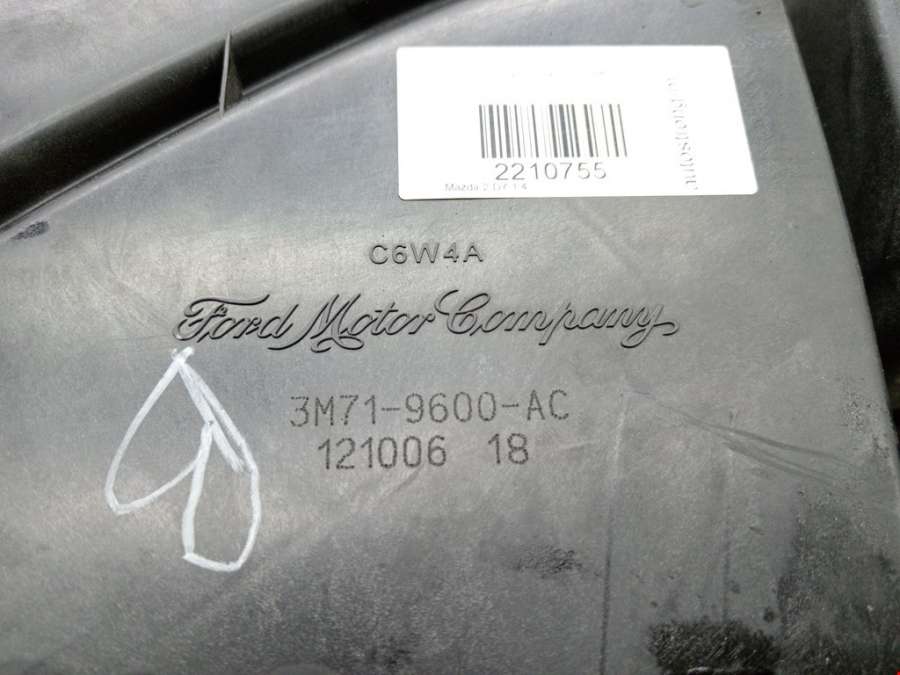 2210755
Mazda 2 DY 1.4
C6W4A
Ford Motor Company
3M71-9600-AC
121006 18